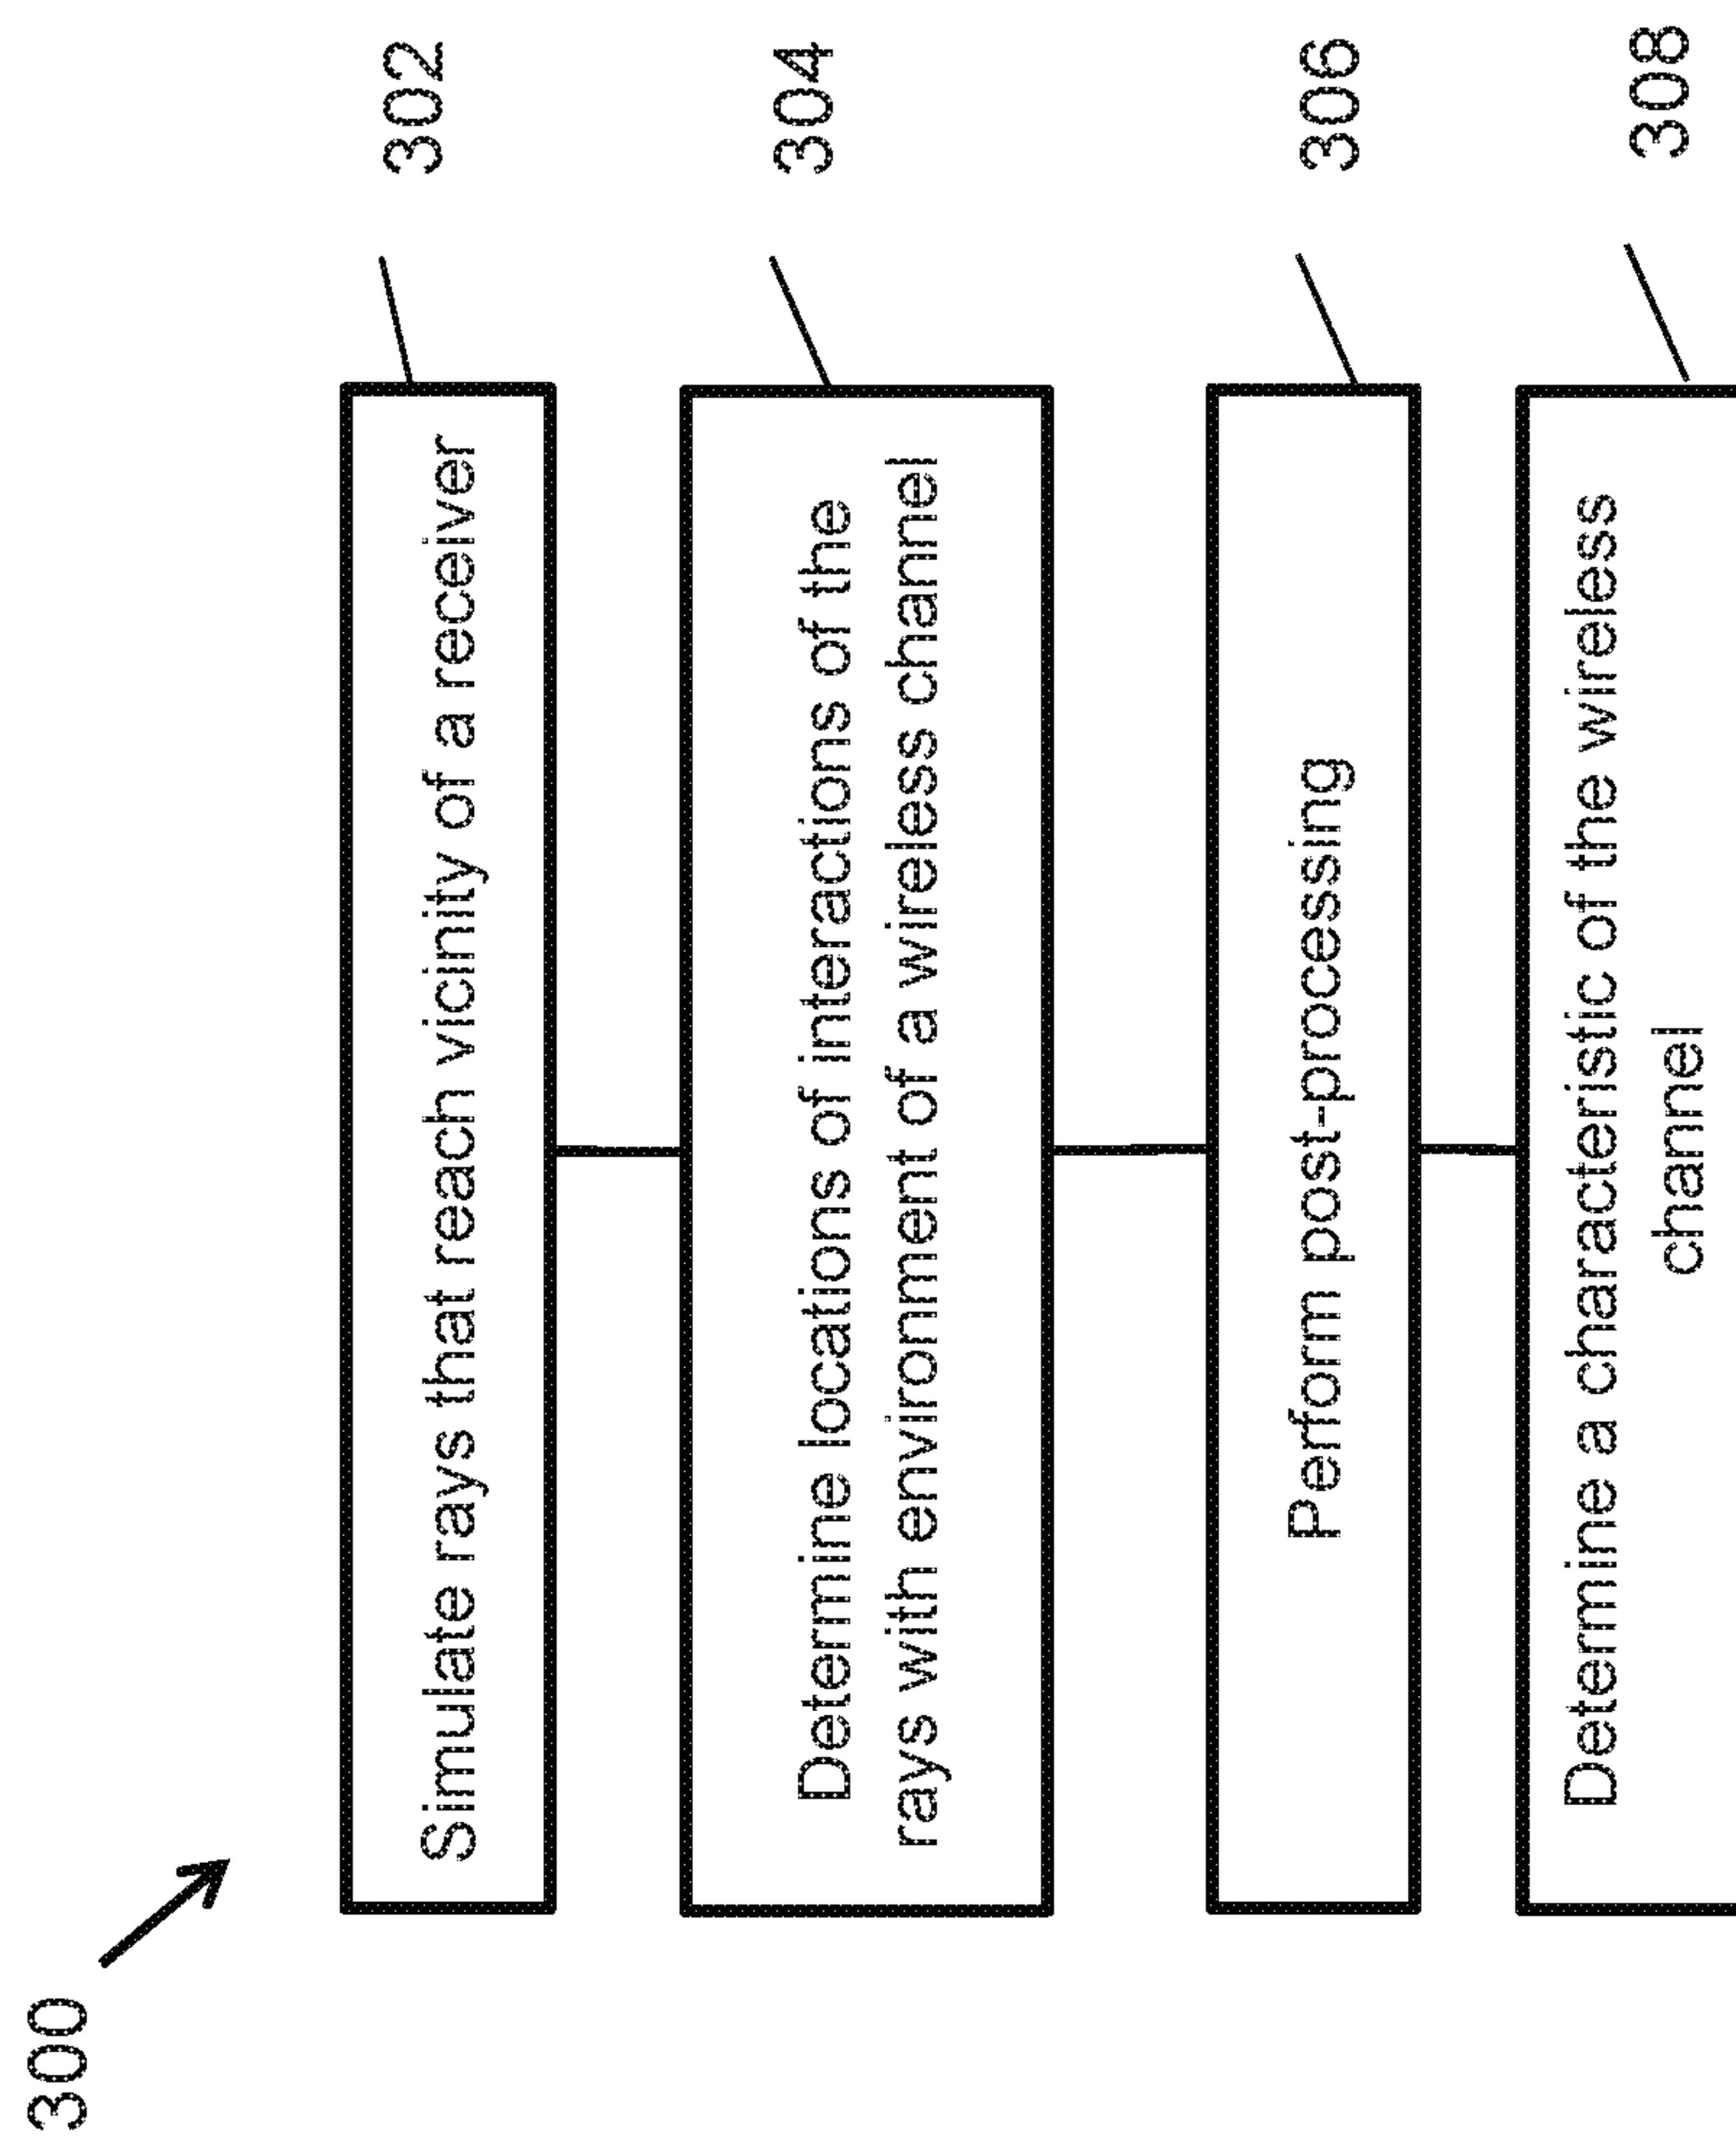 300
Simulate rays that reach vicinity of a receiver
302
Determine locations of interactions of the
rays with environment of a wireless channel
304
Perform post-processing
306
Determine a characteristic of the wireless
channel
308